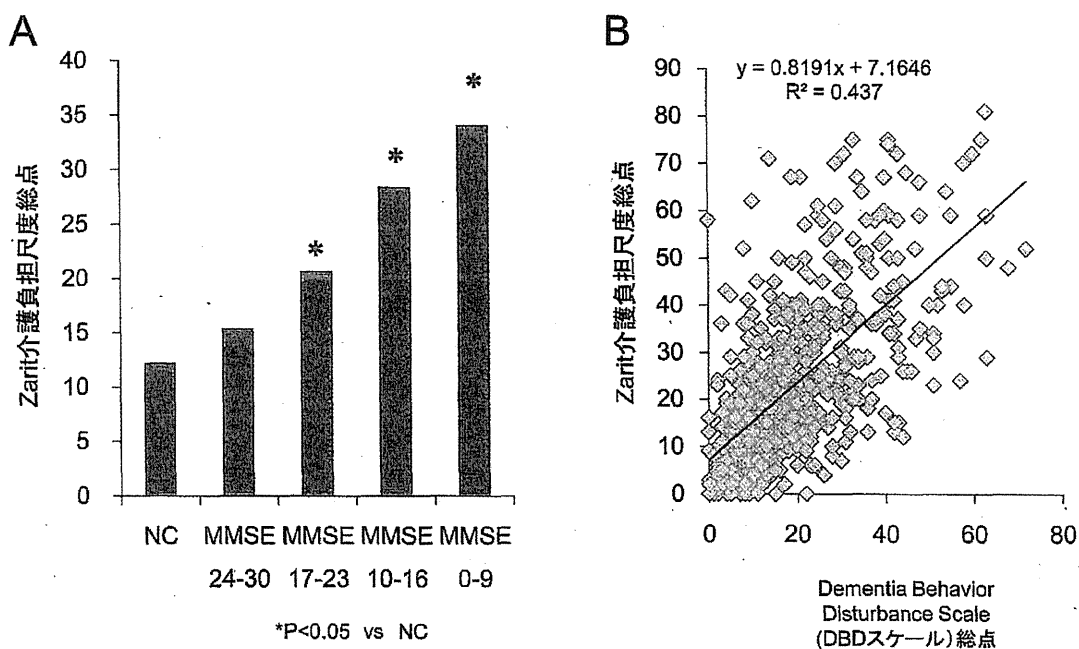 A
Zarit介護負担尺度総点
40
35
30
25
20
15
10
5
0
*
*
*
NC MMSE MMSE MMSE MMSE
24-30 17-23 10-16 0-9
*P<0.05 vs NC
B
Zarit介護負担尺度総点
y = 0.8191x + 7.1646
R² = 0.437
90
80
70
60
50
40
30
20
10
0
0 20 40 60 80
Dementia Behavior
Disturbance Scale
(DBDスケール)総点